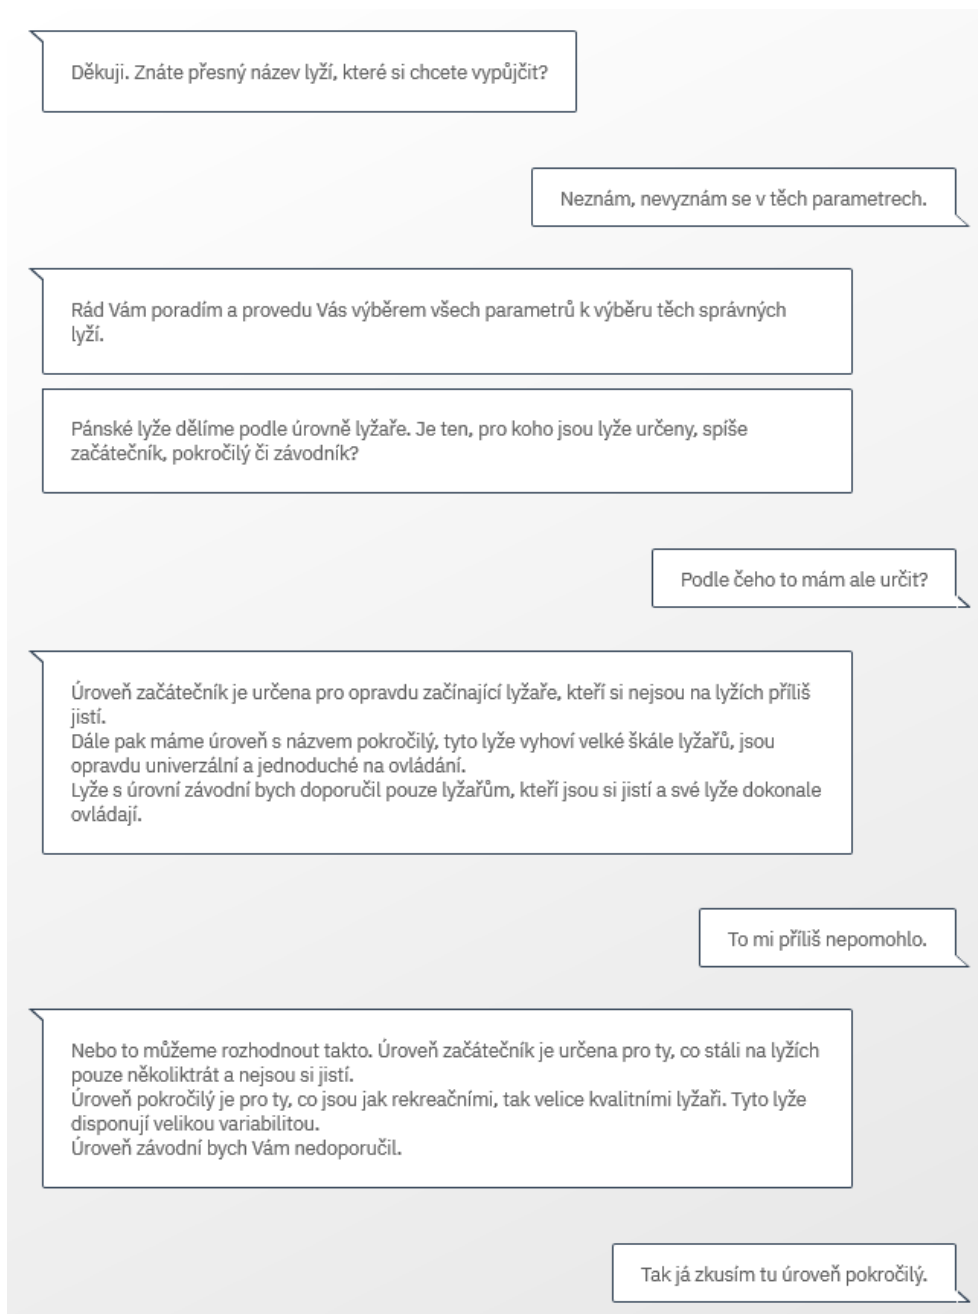 Děkuji. Znáte přesný název lyží, které si chcete vypůjčit?
Neznám, nevyznám se v těch parametrech.
Rád Vám poradím a provedu Vás výběrem všech parametrů k výběru těch správných
lyží.
Pánské lyže dělíme podle úrovně lyžaře. Je ten, pro koho jsou lyže určeny, spíše
začátečník, pokročilý či závodník?
Podle čeho to mám ale určit?
Úroveň začátečník je určena pro opravdu začínající lyžaře, kteří si nejsou na lyžích příliš
jistí.
Dále pak máme úroveň s názvem pokročilý, tyto lyže vyhoví velké škále lyžařů, jsou
opravdu univerzální a jednoduché na ovládání.
Lyže s úrovní závodní bych doporučil pouze lyžařům, kteří jsou si jistí a své lyže dokonale
ovládají.
To mi příliš nepomohlo.
Nebo to můžeme rozhodnout takto. Úroveň začátečník je určena pro ty, co stáli na lyžích
pouze několiktrát a nejsou si jistí.
Úroveň pokročilý je pro ty, co jsou jak rekreačními, tak velice kvalitními lyžaři. Tyto lyže
disponují velikou variabilitou.
Úroveň závodní bych Vám nedoporučil.
Tak já zkusím tu úroveň pokročilý.